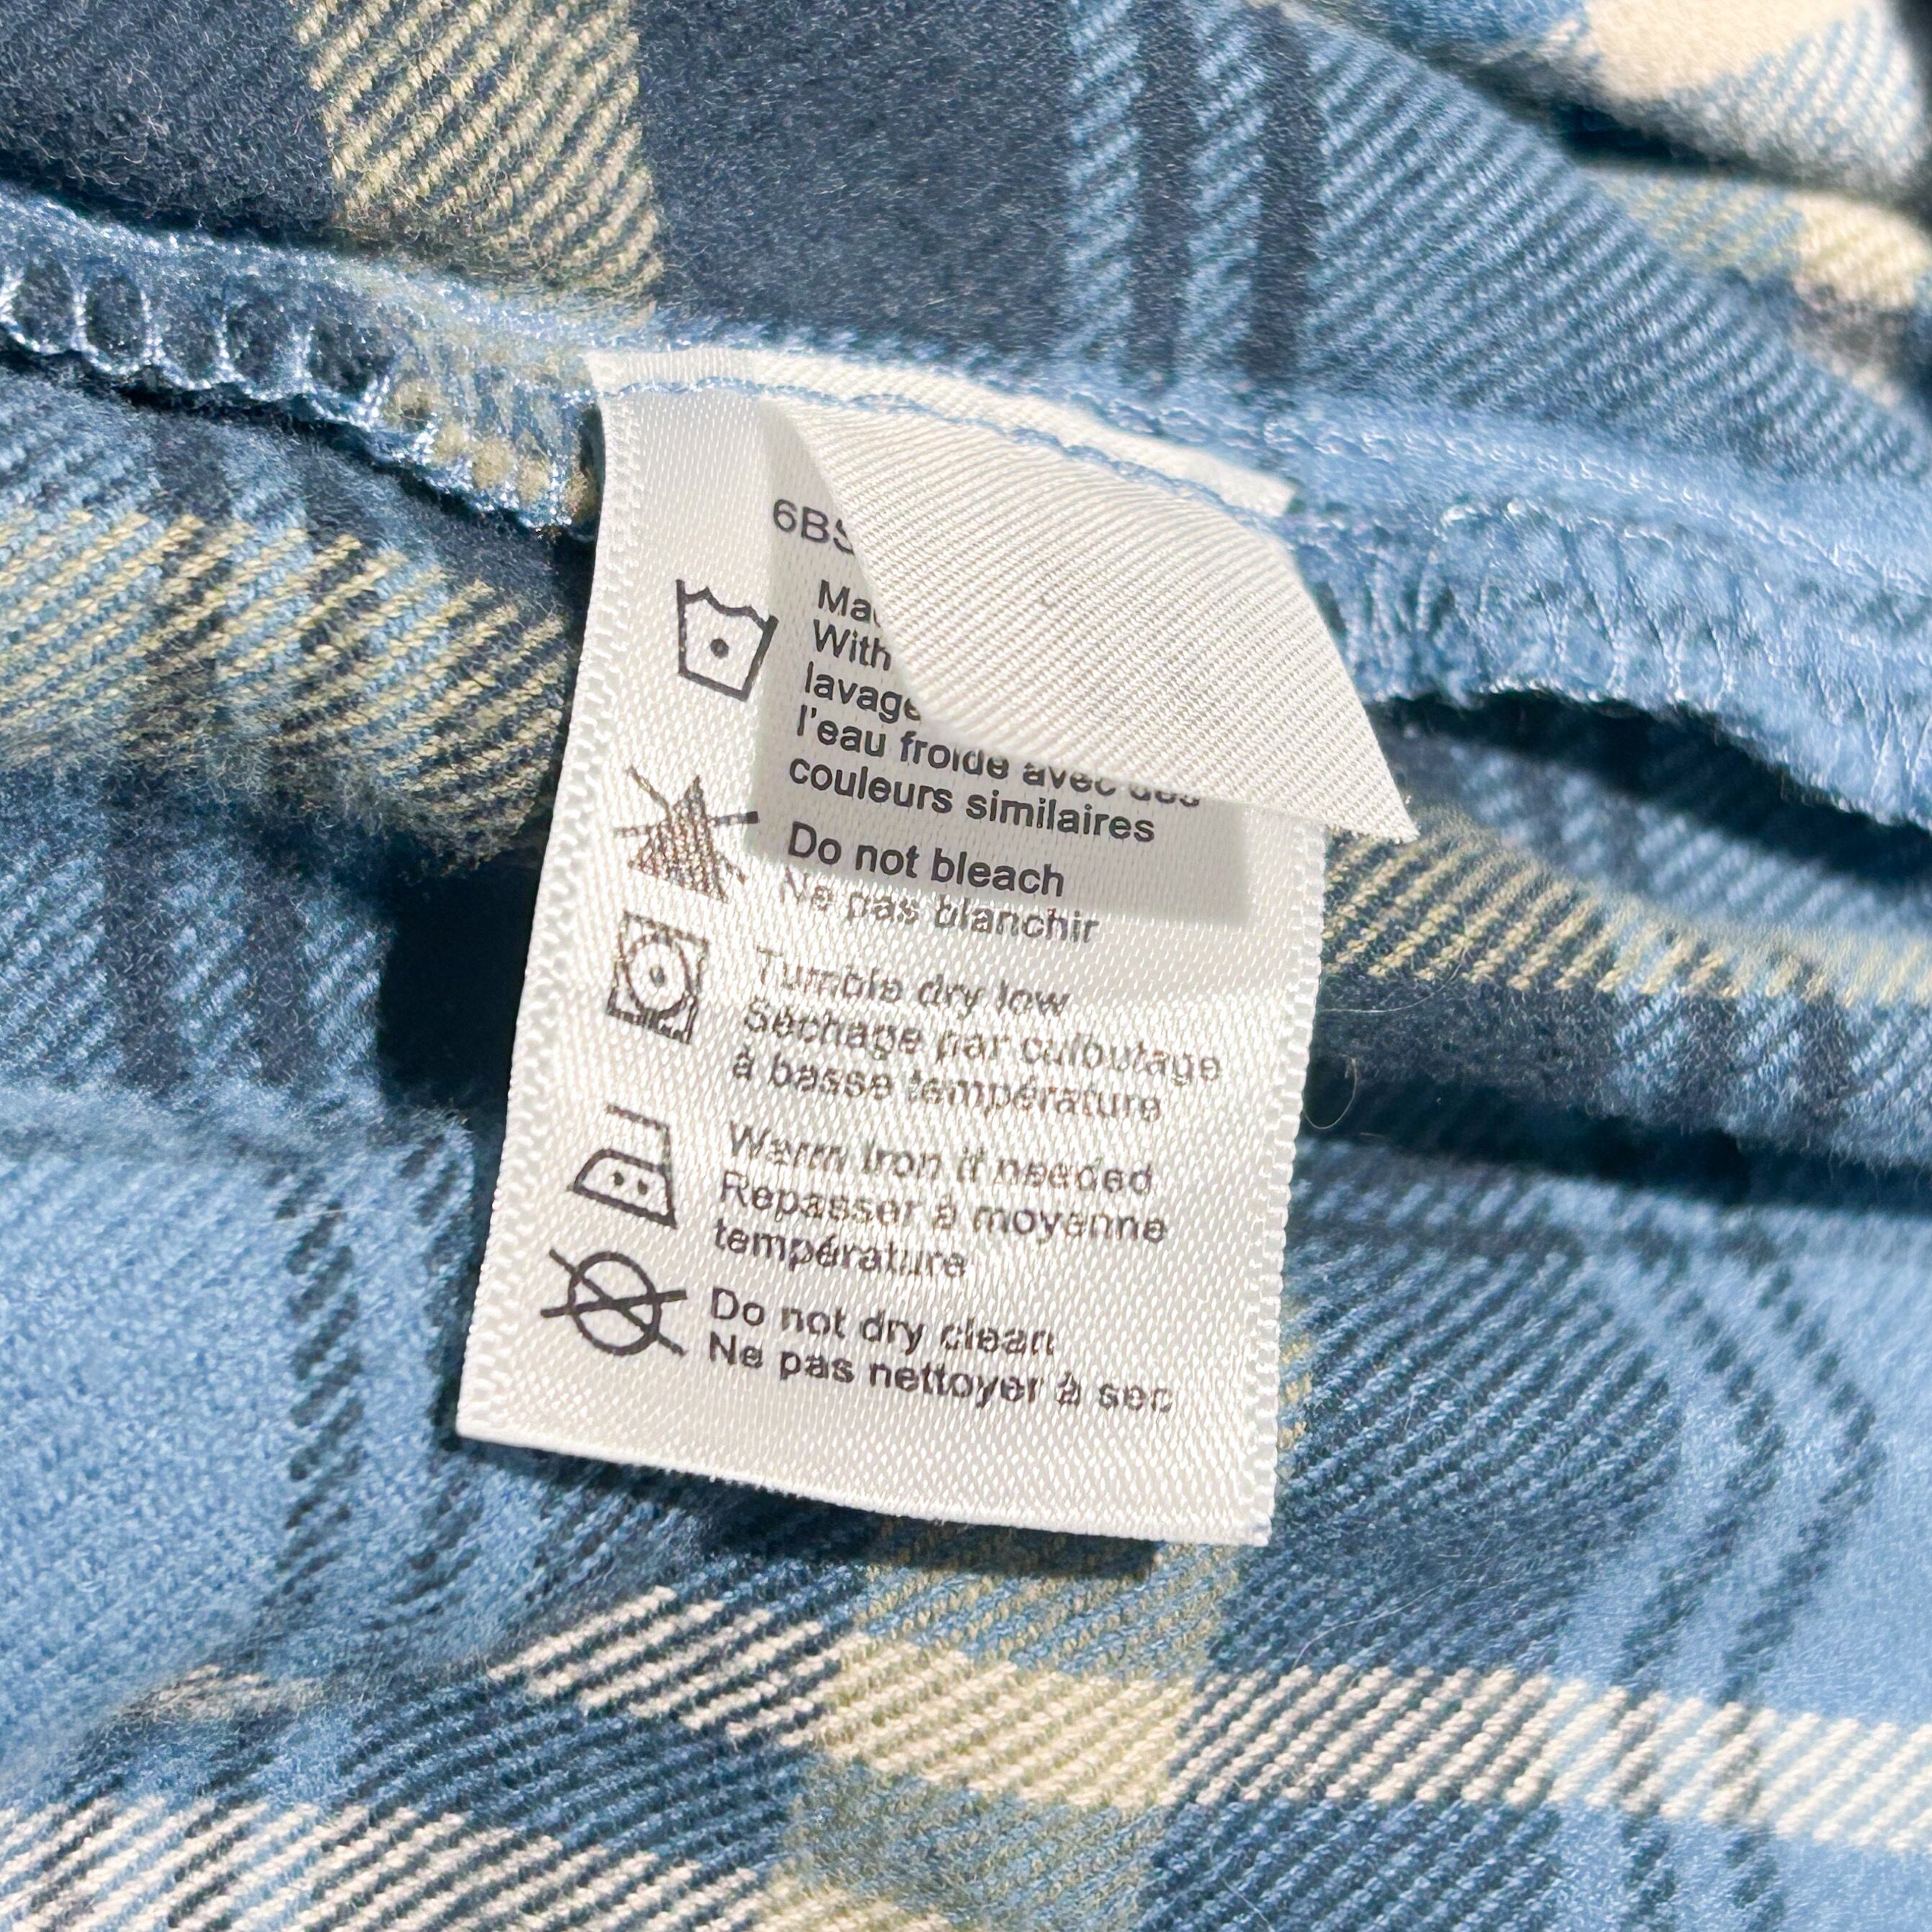 6BS
Ma
With
lavage
l'eau froide avec des
couleurs similaires
Do not bleach
Ne pas blanchir
Tumble dry low
Séchage par culbutage
à basse température
Warm Iron if needed
Repasser à moyenne
température
Do not dry clean
Ne pas nettoyer à sec